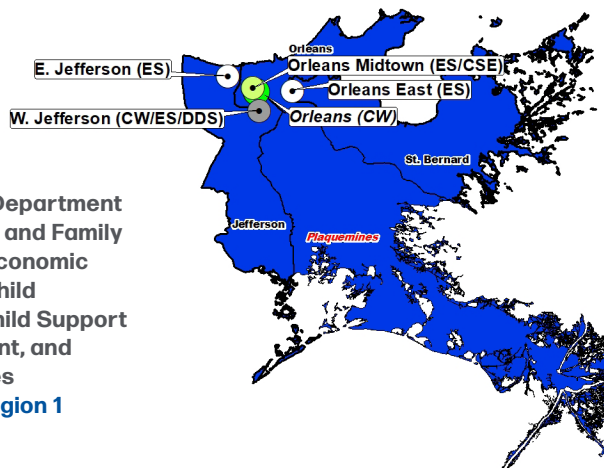 Orleans
E. Jefferson (ES)
Orleans Midtown (ES/CSE)
Orleans East (ES)
W. Jefferson (CW/ES/DDS)
Orleans (CW)
St. Bernard
Jefferson
Plaquemines
Department
and Family
conomic
hild
hild Support
nt, and
es
gion 1